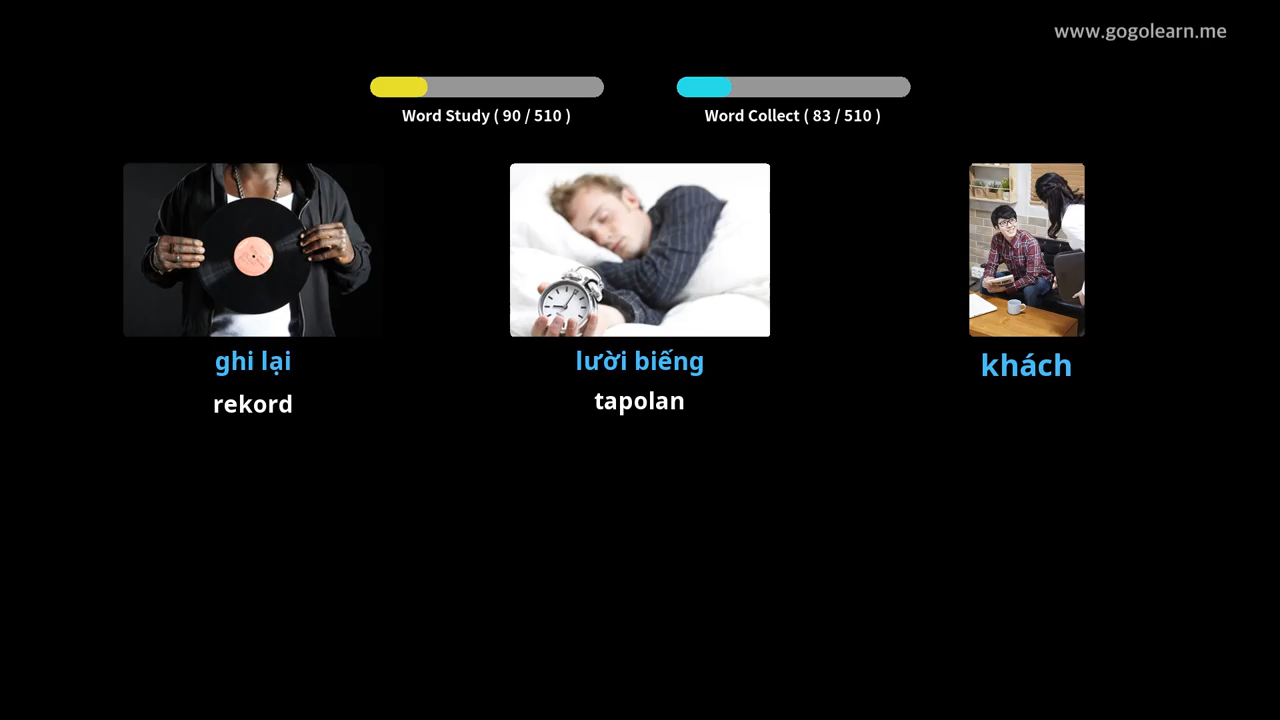 www.gogolearn.me
Word Study ( 90 / 510 )
Word Collect ( 83 / 510 )
ghi lại
rekord
lười biếng
tapolan
khách